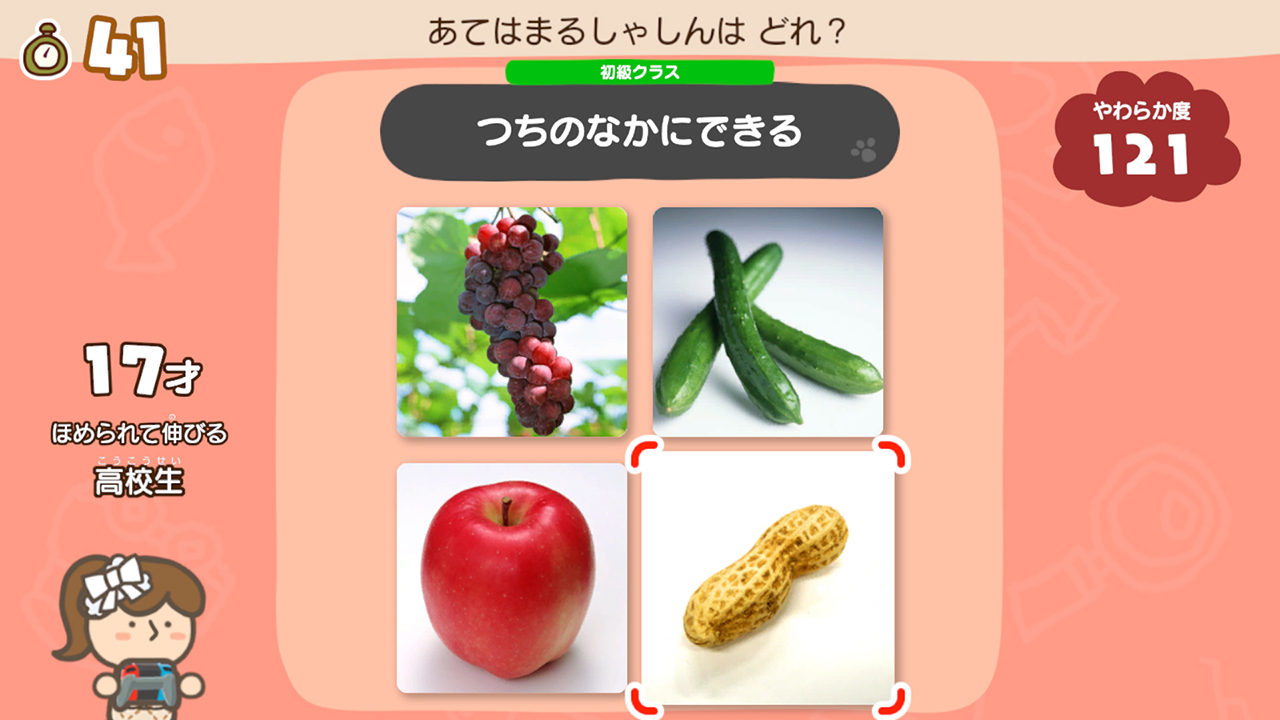 41
あてはまるしゃしんは どれ？
初級クラス
つちのなかにできる
やわらか度
121
17才
ほめられて伸びる
の
こうこうせい
高校生